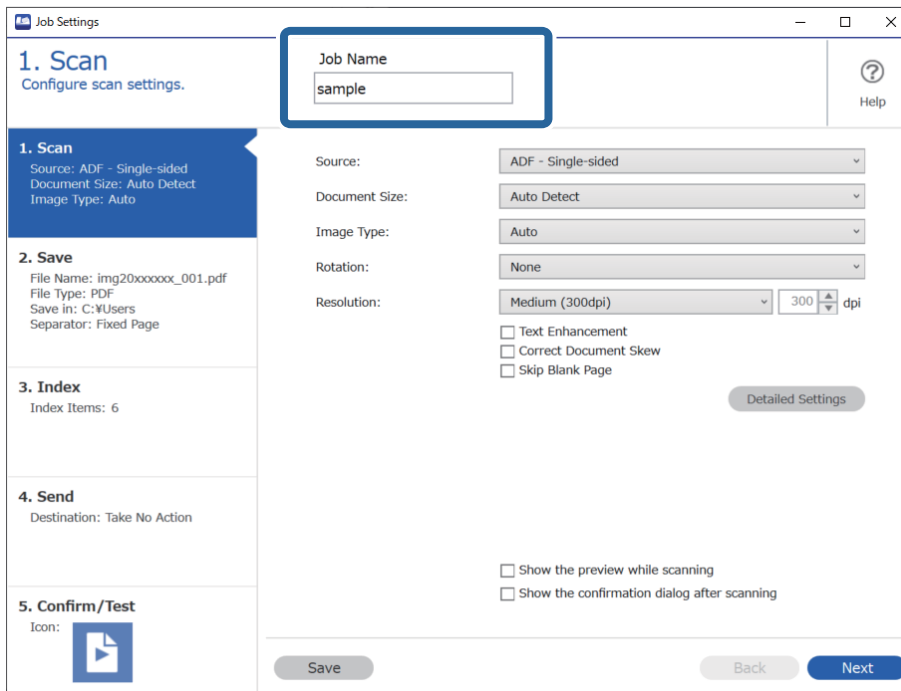 Job Settings
1. Scan
Configure scan settings.
Job Name
sample
Help
1. Scan
Source: ADF - Single-sided
Document Size: Auto Detect
Image Type: Auto
2. Save
File Name: img20xxxxxx_001.pdf
File Type: PDF
Save in: C:¥Users
Separator: Fixed Page
3. Index
Index Items: 6
4. Send
Destination: Take No Action
5. Confirm/Test
Icon:
Source: ADF - Single-sided
Document Size: Auto Detect
Image Type: Auto
Rotation: None
Resolution: Medium (300dpi) 300 dpi
Text Enhancement
Correct Document Skew
Skip Blank Page
Detailed Settings
Show the preview while scanning
Show the confirmation dialog after scanning
Save Back Next